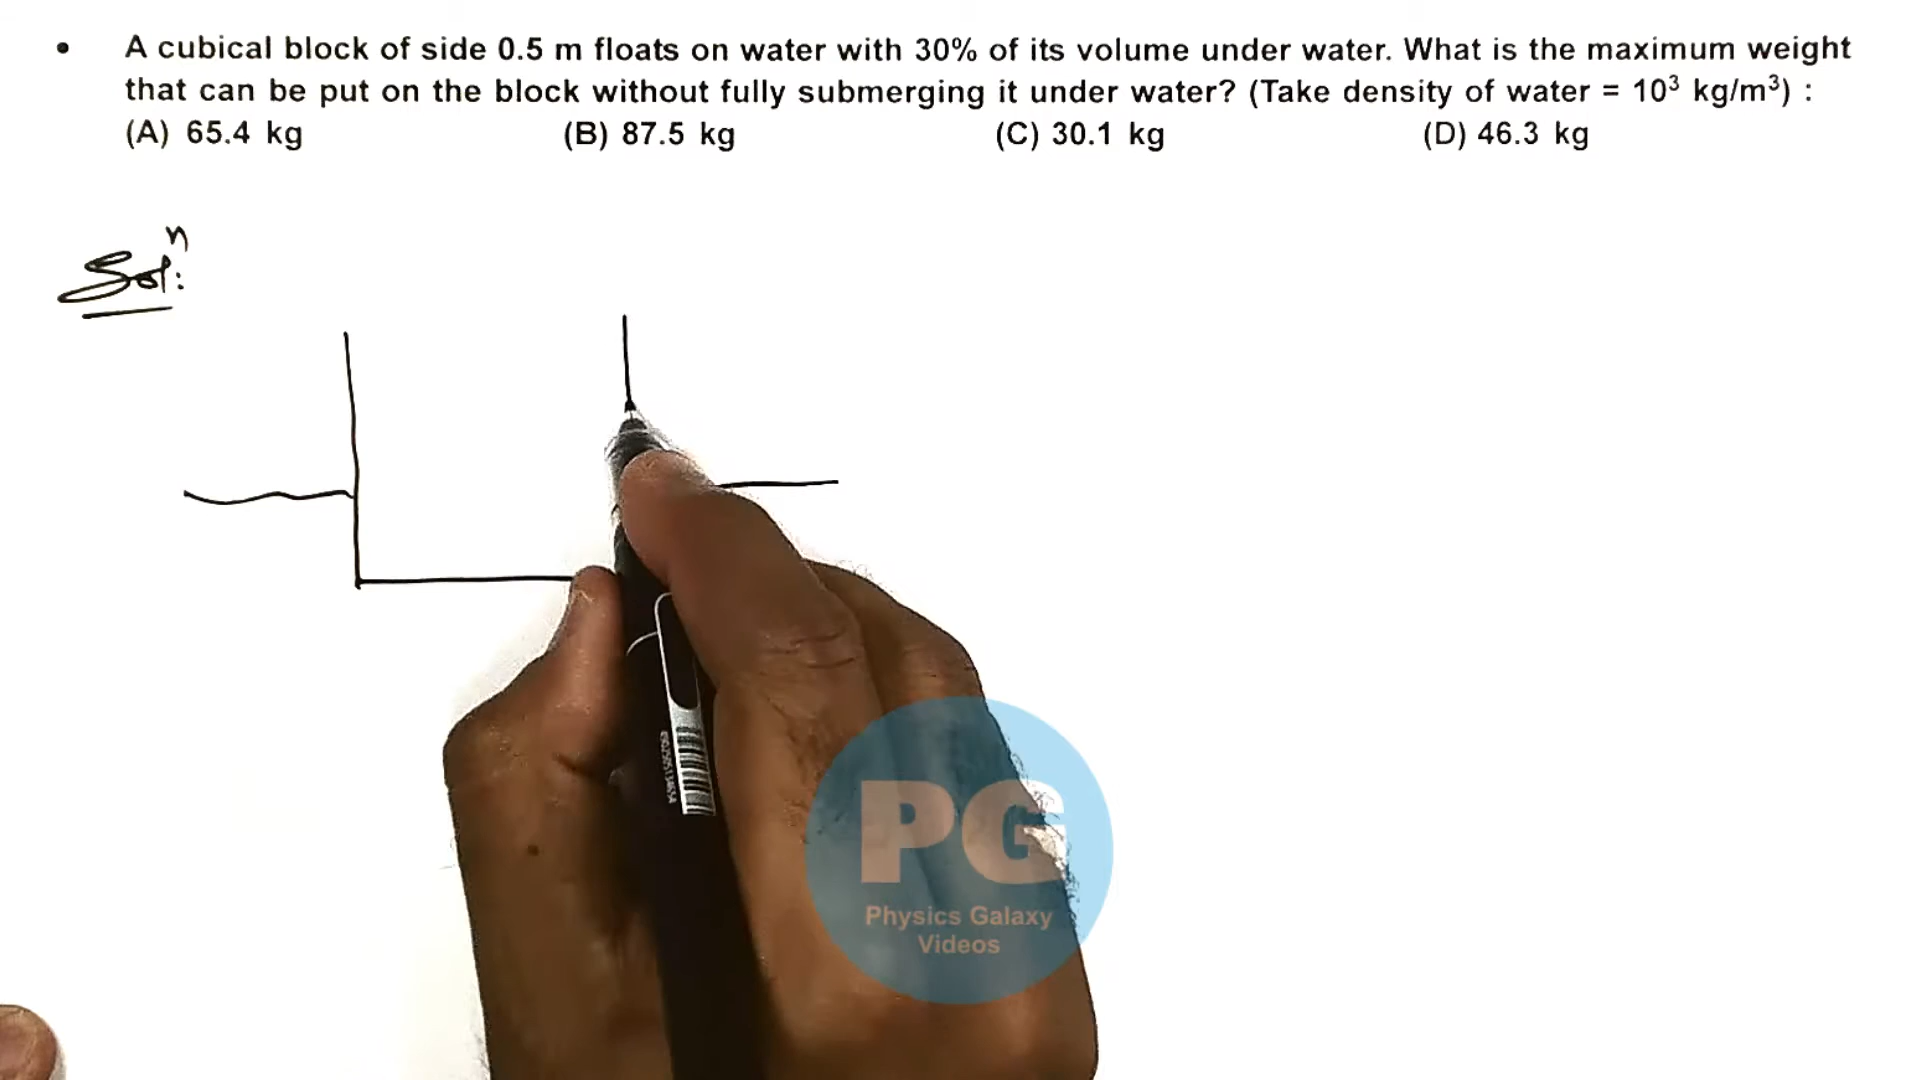 • A cubical block of side 0.5 m floats on water with 30% of its volume under water. What is the maximum weight
that can be put on the block without fully submerging it under water? (Take density of water = 10³ kg/m³) :
(A) 65.4 kg (B) 87.5 kg (C) 30.1 kg (D) 46.3 kg
Solⁿ:
PG
Physics Galaxy
Videos